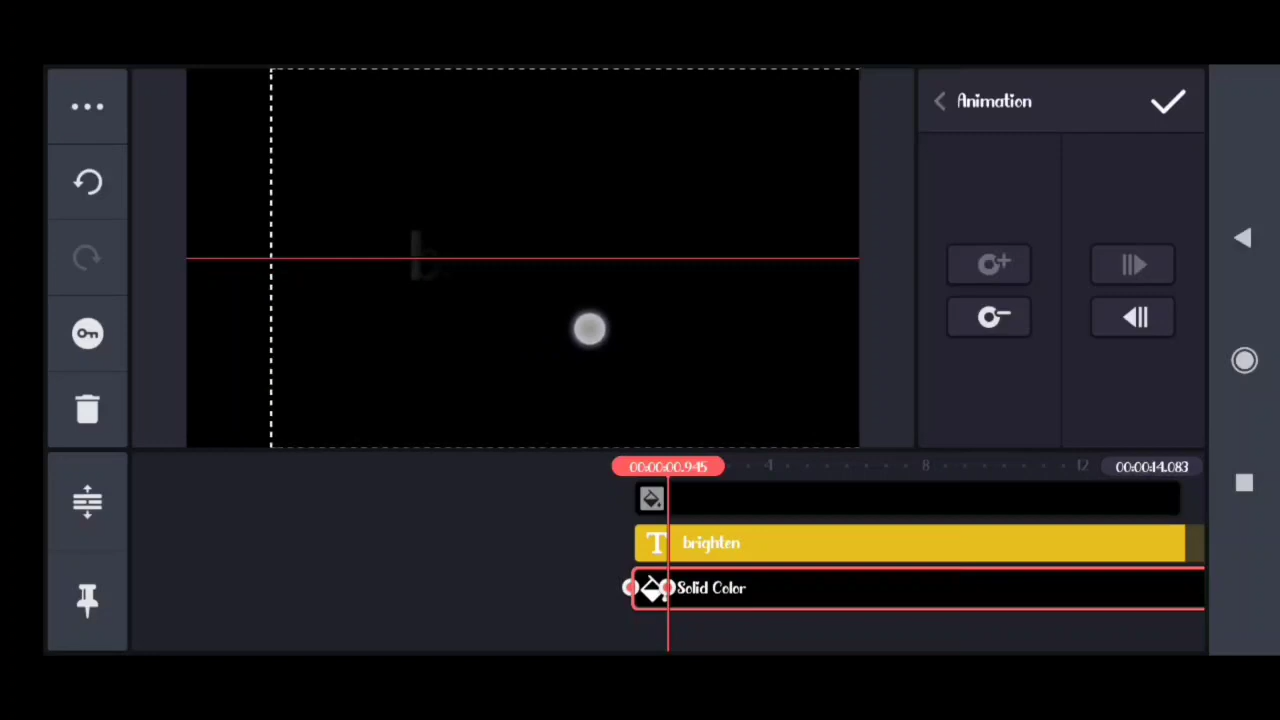 Animation
b
00:00:00.945
4
8
12
00:00:14.083
T
brighten
Solid Color